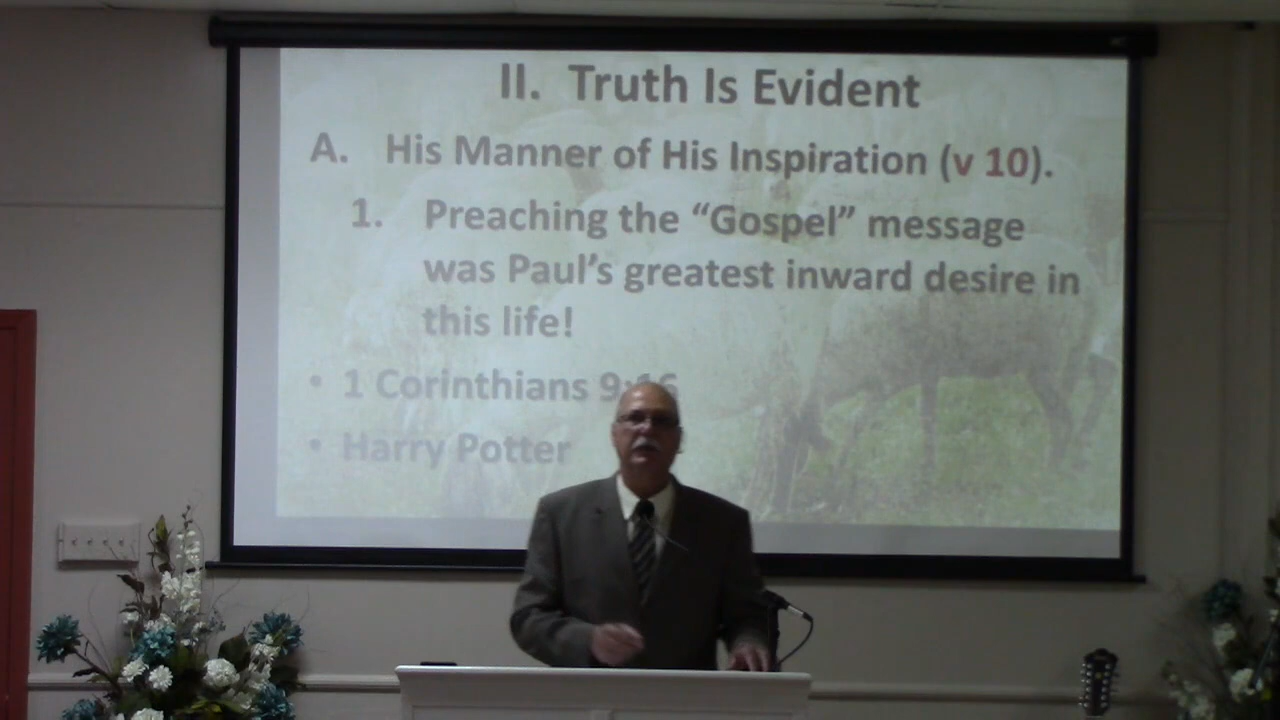 II. Truth Is Evident
A. His Manner of His Inspiration (v 10).
1. Preaching the “Gospel” message
was Paul’s greatest inward desire in
this life!
• 1 Corinthians 9:16
• Harry Potter